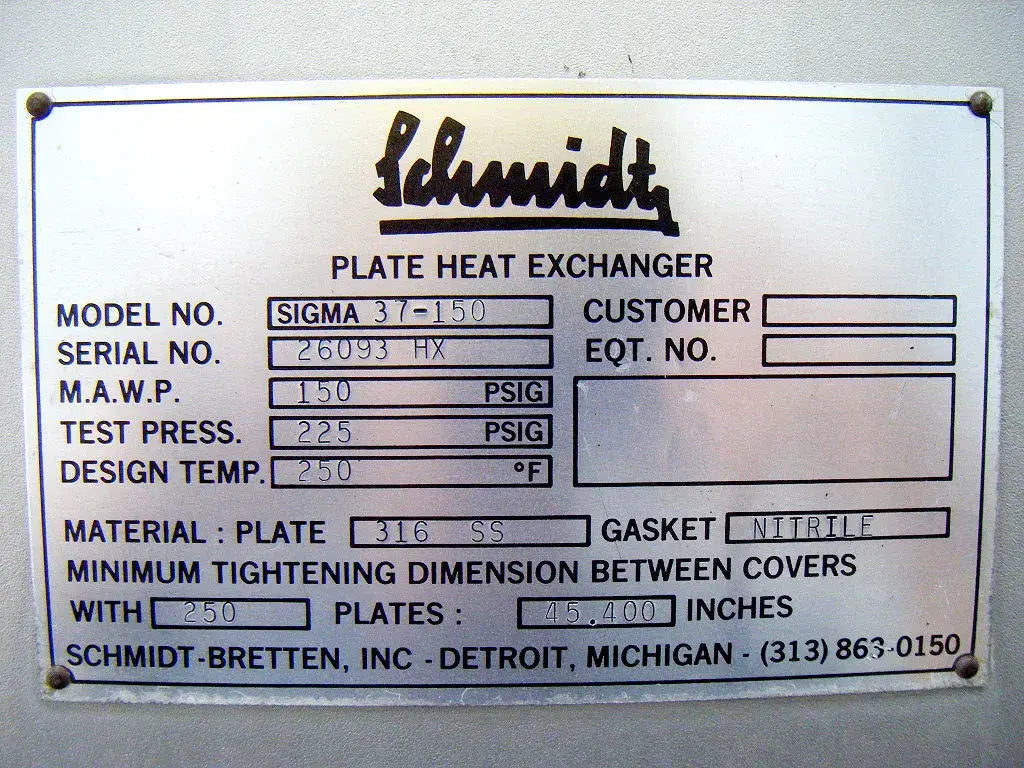 Schmidt
PLATE HEAT EXCHANGER
MODEL NO. SIGMA 37-150 CUSTOMER
SERIAL NO. 26093 HX EQT. NO.
M.A.W.P. 150 PSIG
TEST PRESS. 225 PSIG
DESIGN TEMP. 250 °F
MATERIAL : PLATE 316 SS GASKET NITRILE
MINIMUM TIGHTENING DIMENSION BETWEEN COVERS
WITH 250 PLATES : 45.400 INCHES
SCHMIDT-BRETTEN, INC - DETROIT, MICHIGAN - (313) 863-0150